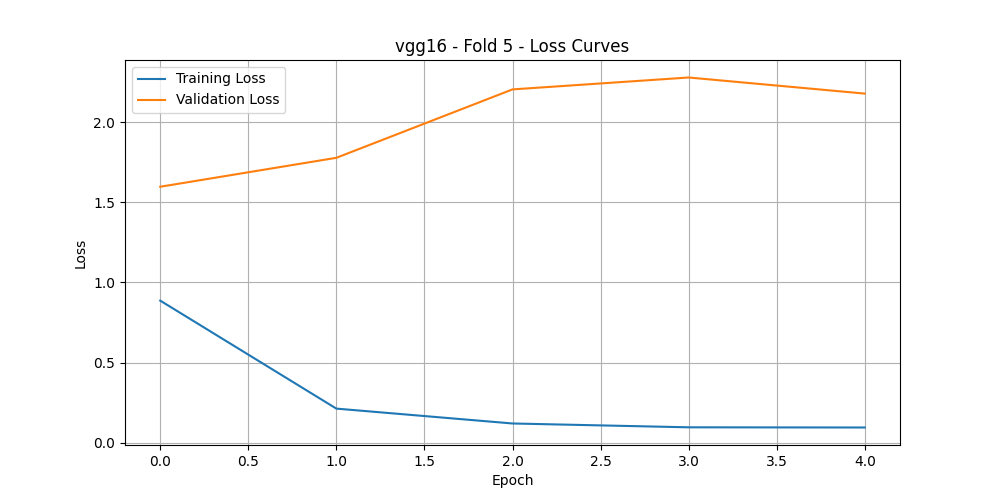 vgg16 - Fold 5 - Loss Curves
Training Loss
Validation Loss
2.0
1.5
1.0
0.5
0.0
Loss
0.0 0.5 1.0 1.5 2.0 2.5 3.0 3.5 4.0
Epoch